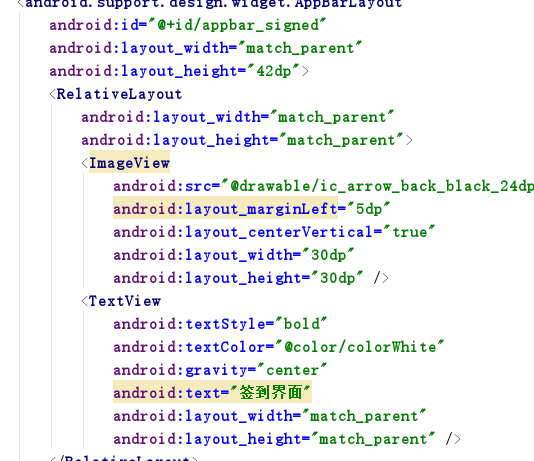 <android.support.design.widget.AppBarLayout
android:id="@+id/appbar_signed"
android:layout_width="match_parent"
android:layout_height="42dp">
<RelativeLayout
android:layout_width="match_parent"
android:layout_height="match_parent">
<ImageView
android:src="@drawable/ic_arrow_back_black_24dp
android:layout_marginLeft="5dp"
android:layout_centerVertical="true"
android:layout_width="30dp"
android:layout_height="30dp" />
<TextView
android:textStyle="bold"
android:textColor="@color/colorWhite"
android:gravity="center"
android:text="签到界面"
android:layout_width="match_parent"
android:layout_height="match_parent" />
</RelativeLayout>